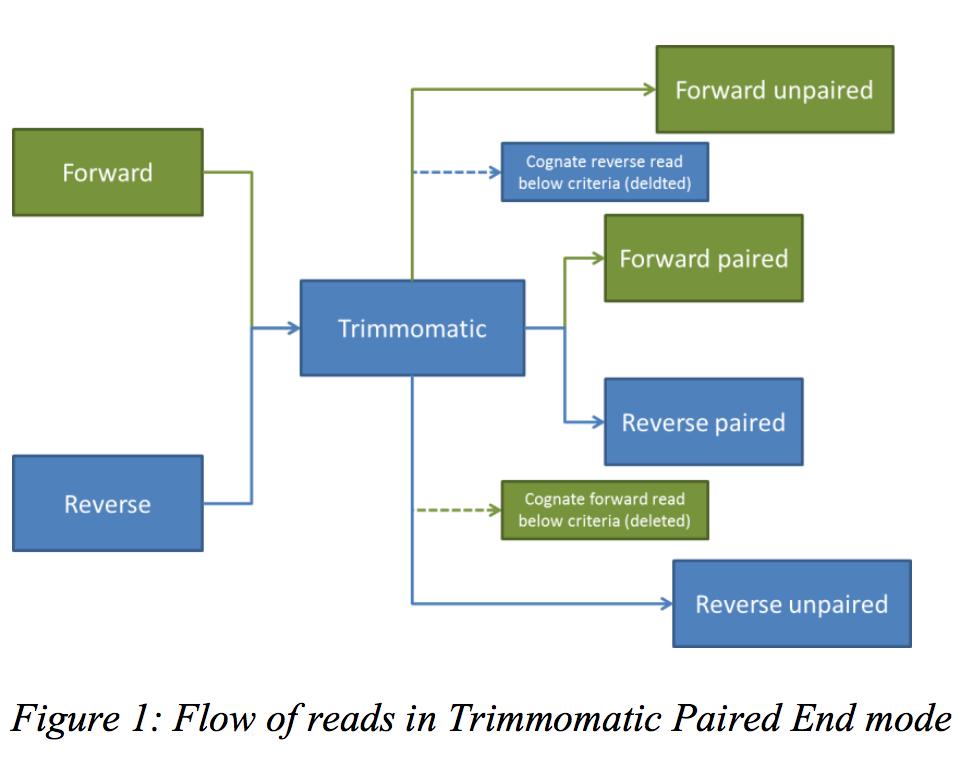 Forward unpaired
Forward
Cognate reverse read
below criteria (deldted)
Forward paired
Trimmomatic
Reverse paired
Reverse
Cognate forward read
below criteria (deleted)
Reverse unpaired
Figure 1: Flow of reads in Trimmomatic Paired End mode